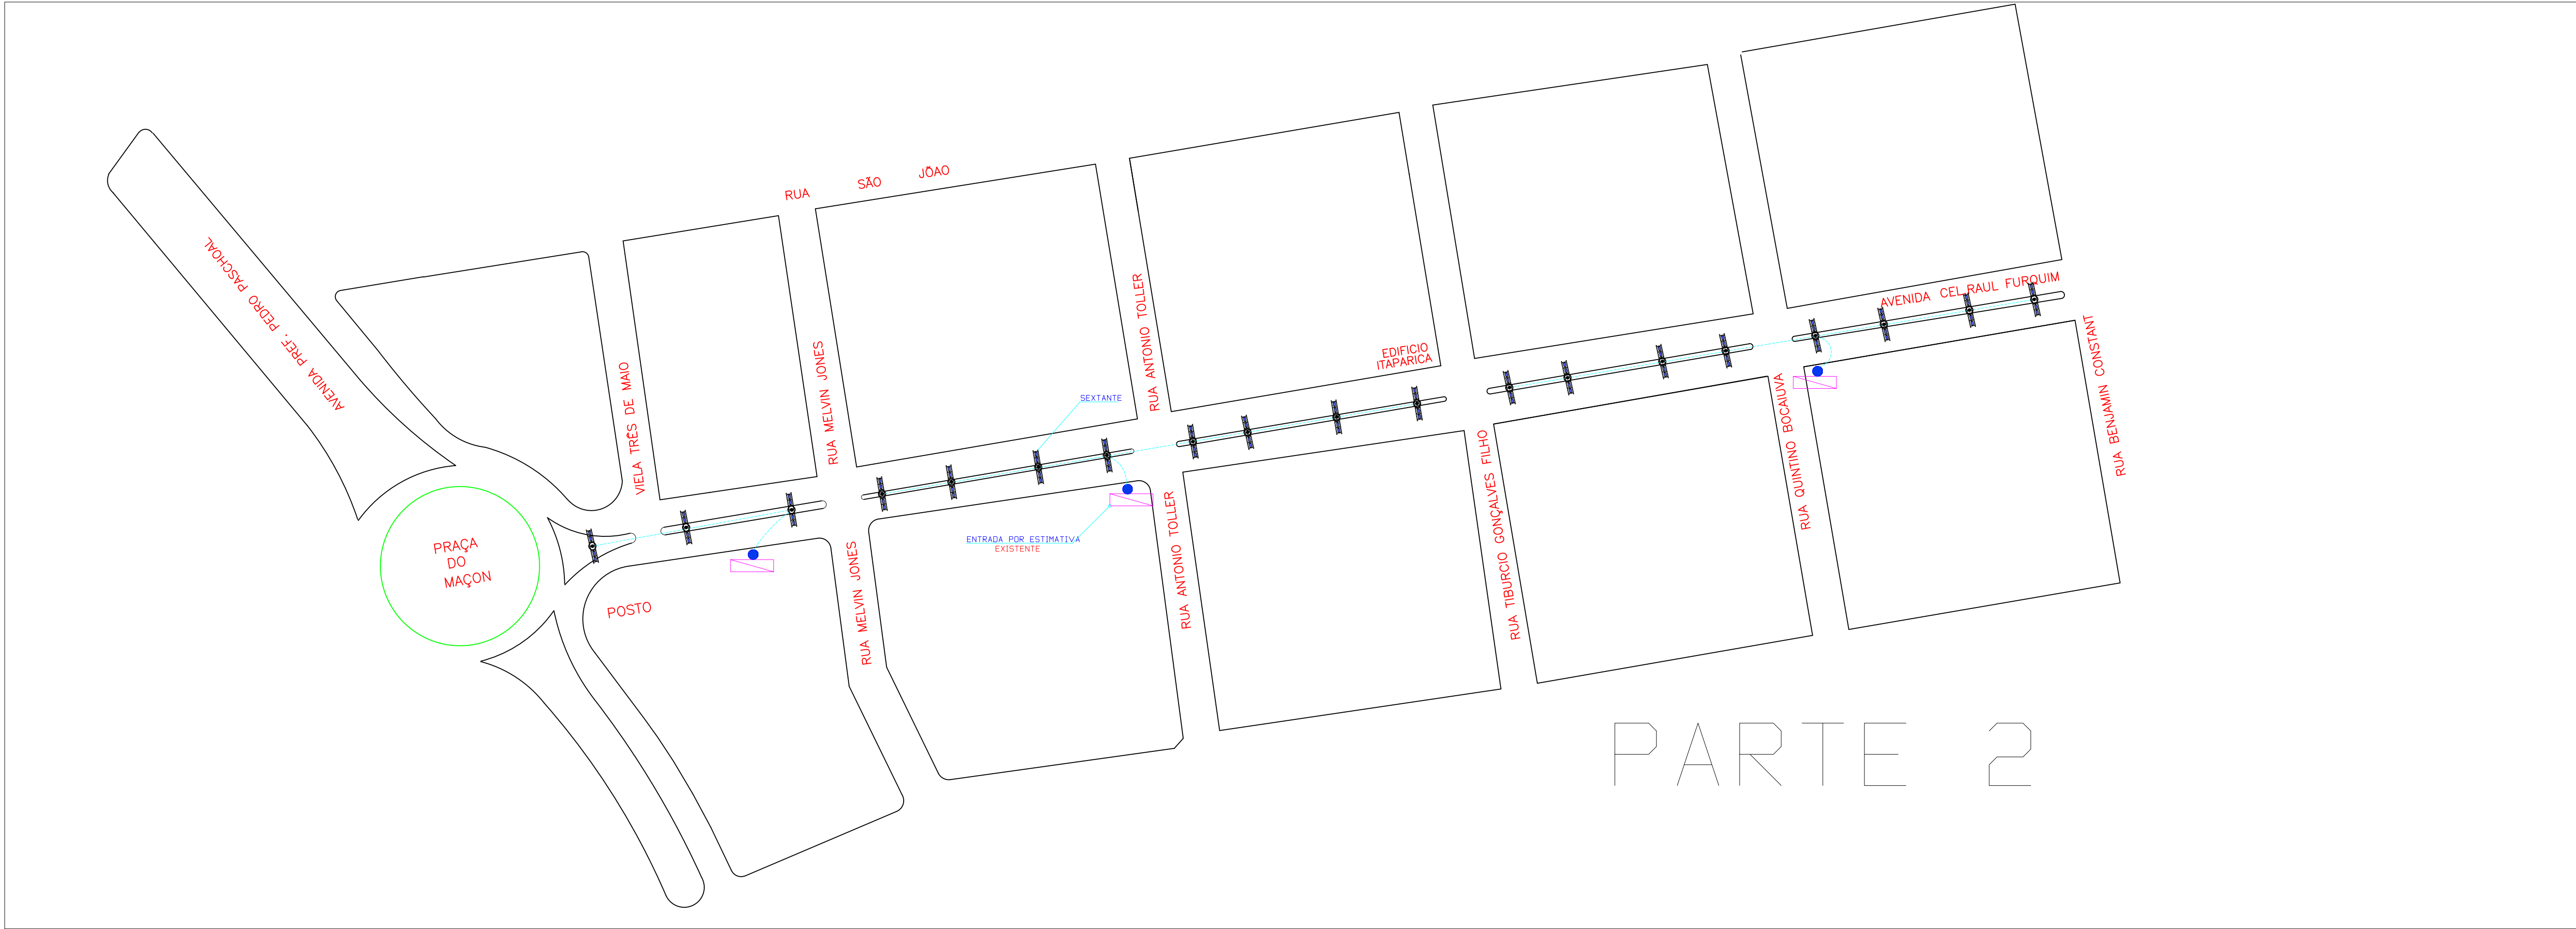 RUA SÃO JÕAO
AVENIDA PREF. PEDRO PASCHOAL
VIELA TRÊS DE MAIO
RUA MELVIN JONES
RUA ANTONIO TOLLER
SEXTANTE
EDIFICIO
ITAPARICA
AVENIDA CEL.RAUL FURQUIM
RUA BENJAMIN CONSTANT
RUA QUINTINO BOCAIUVA
RUA TIBURCIO GONÇALVES FILHO
RUA ANTONIO TOLLER
ENTRADA POR ESTIMATIVA
EXISTENTE
RUA MELVIN JONES
PRAÇA
DO
MAÇON
POSTO
PARTE 2